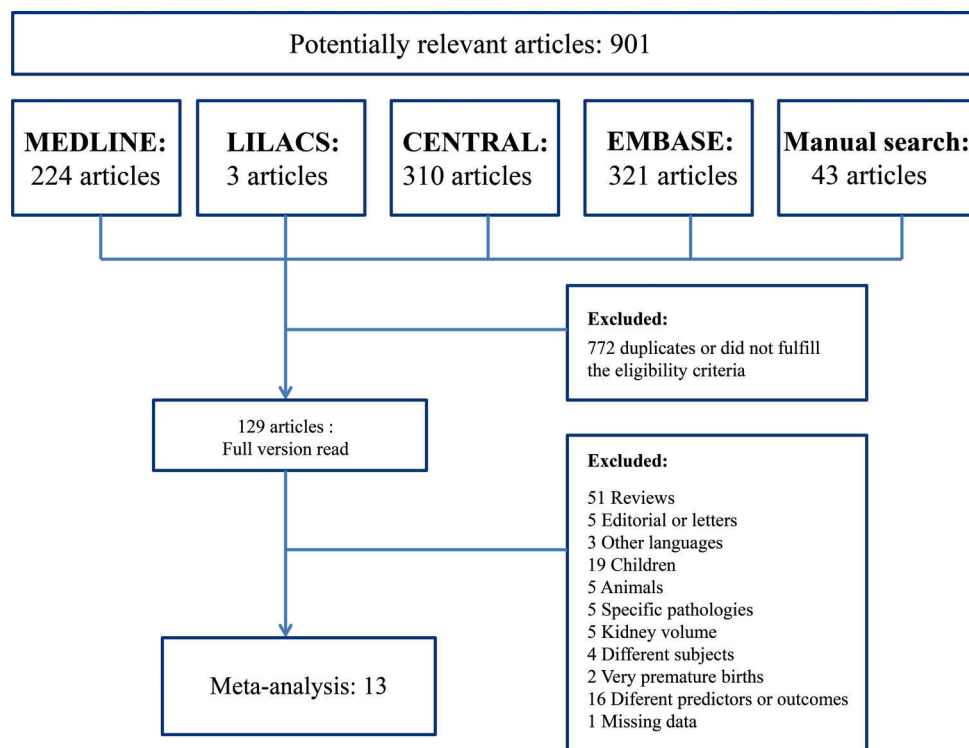 Potentially relevant articles: 901
MEDLINE:
224 articles
LILACS:
3 articles
CENTRAL:
310 articles
EMBASE:
321 articles
Manual search:
43 articles
Excluded:
772 duplicates or did not fulfill
the eligibility criteria
129 articles :
Full version read
Excluded:
51 Reviews
5 Editorial or letters
3 Other languages
19 Children
5 Animals
5 Specific pathologies
5 Kidney volume
4 Different subjects
2 Very premature births
16 Diferent predictors or outcomes
1 Missing data
Meta-analysis: 13